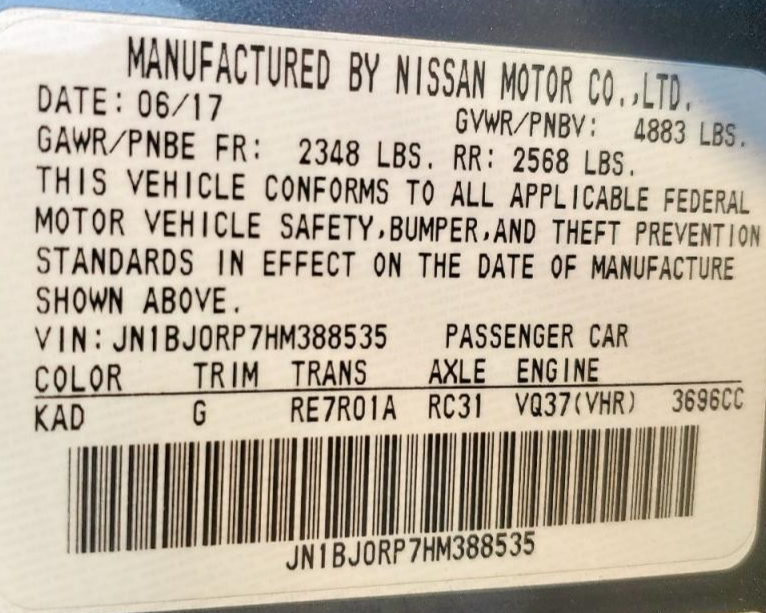 MANUFACTURED BY NISSAN MOTOR CO.,LTD.
DATE: 06/17 GVWR/PNBV: 4883 LBS.
GAWR/PNBE FR: 2348 LBS. RR: 2568 LBS.
THIS VEHICLE CONFORMS TO ALL APPLICABLE FEDERAL
MOTOR VEHICLE SAFETY,BUMPER,AND THEFT PREVENTION
STANDARDS IN EFFECT ON THE DATE OF MANUFACTURE
SHOWN ABOVE.
VIN: JN1BJ0RP7HM388535 PASSENGER CAR
COLOR TRIM TRANS AXLE ENGINE
KAD G RE7R01A RC31 VQ37(VHR) 3696CC
JN1BJ0RP7HM388535